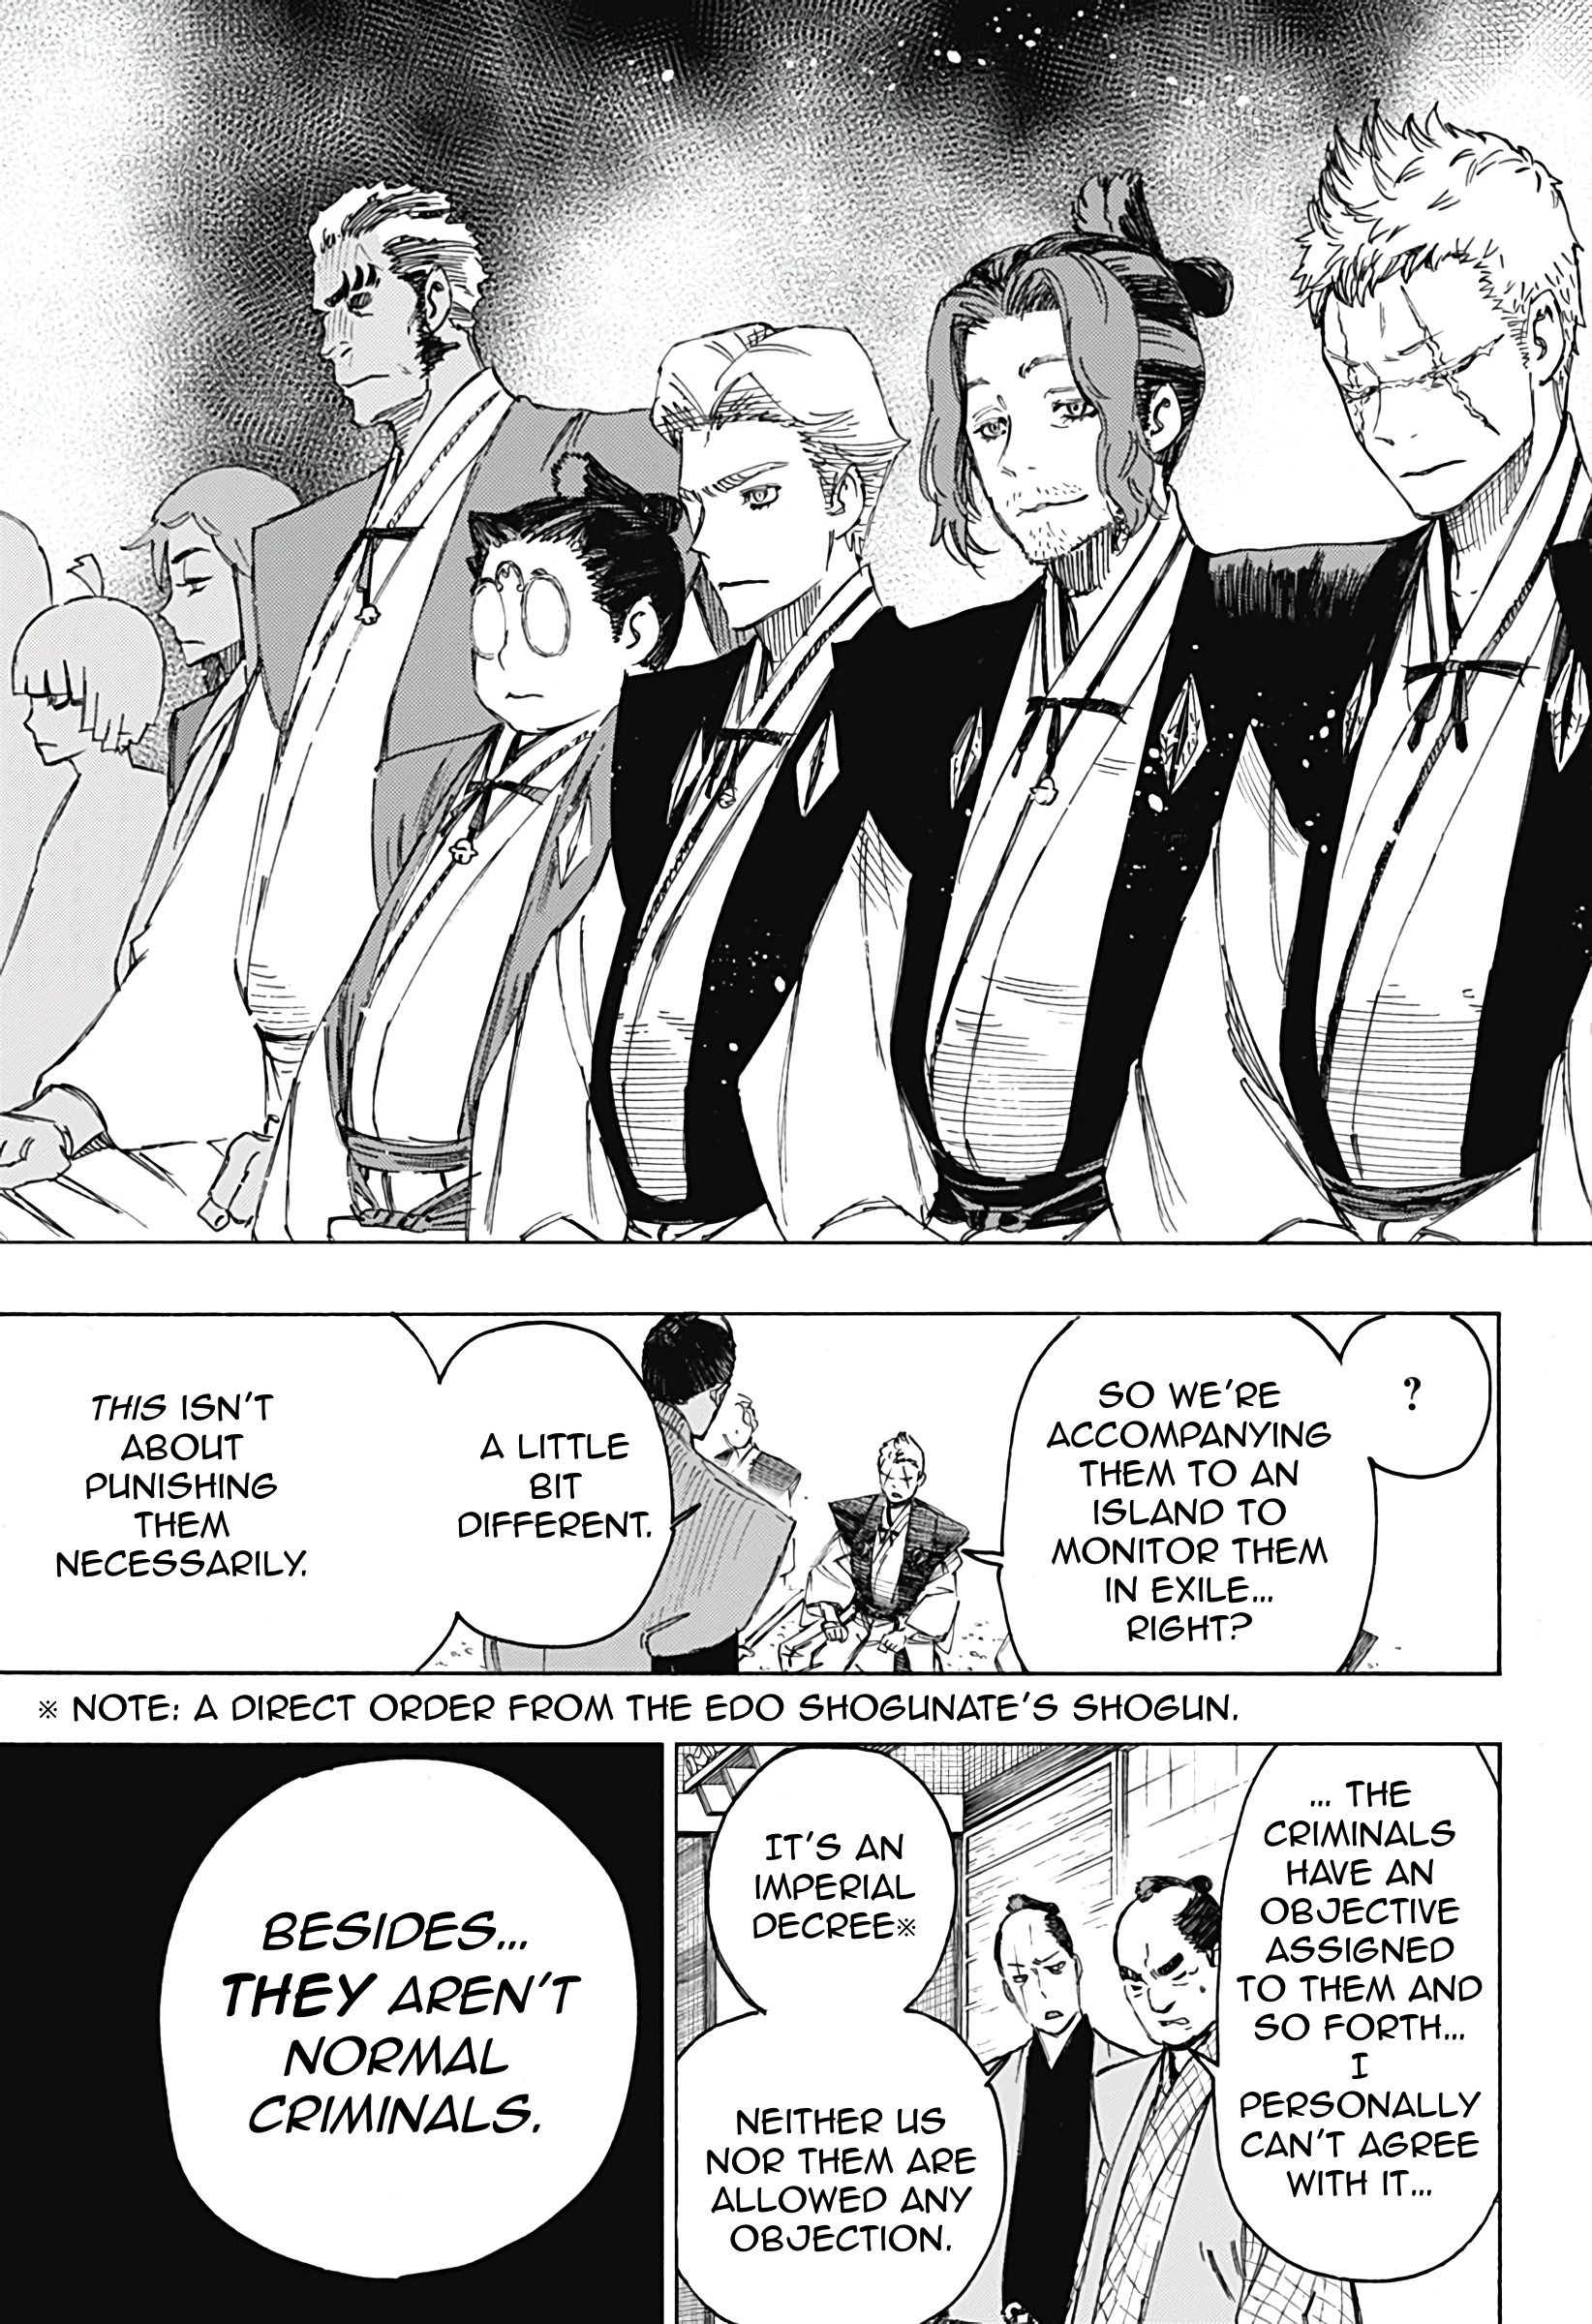 ?
SO WE'RE
ACCOMPANYING
THEM TO AN
ISLAND TO
MONITOR THEM
IN EXILE...
RIGHT?
A LITTLE
BIT
DIFFERENT.
THIS ISN'T
ABOUT
PUNISHING
THEM
NECESSARILY.
※ NOTE: A DIRECT ORDER FROM THE EDO SHOGUNATE'S SHOGUN.
... THE
CRIMINALS
HAVE AN
OBJECTIVE
ASSIGNED
TO THEM AND
SO FORTH...
I
PERSONALLY
CAN'T AGREE
WITH IT...
IT'S AN
IMPERIAL
DECREE※
NEITHER US
NOR THEM ARE
ALLOWED ANY
OBJECTION.
BESIDES...
THEY AREN'T
NORMAL
CRIMINALS.